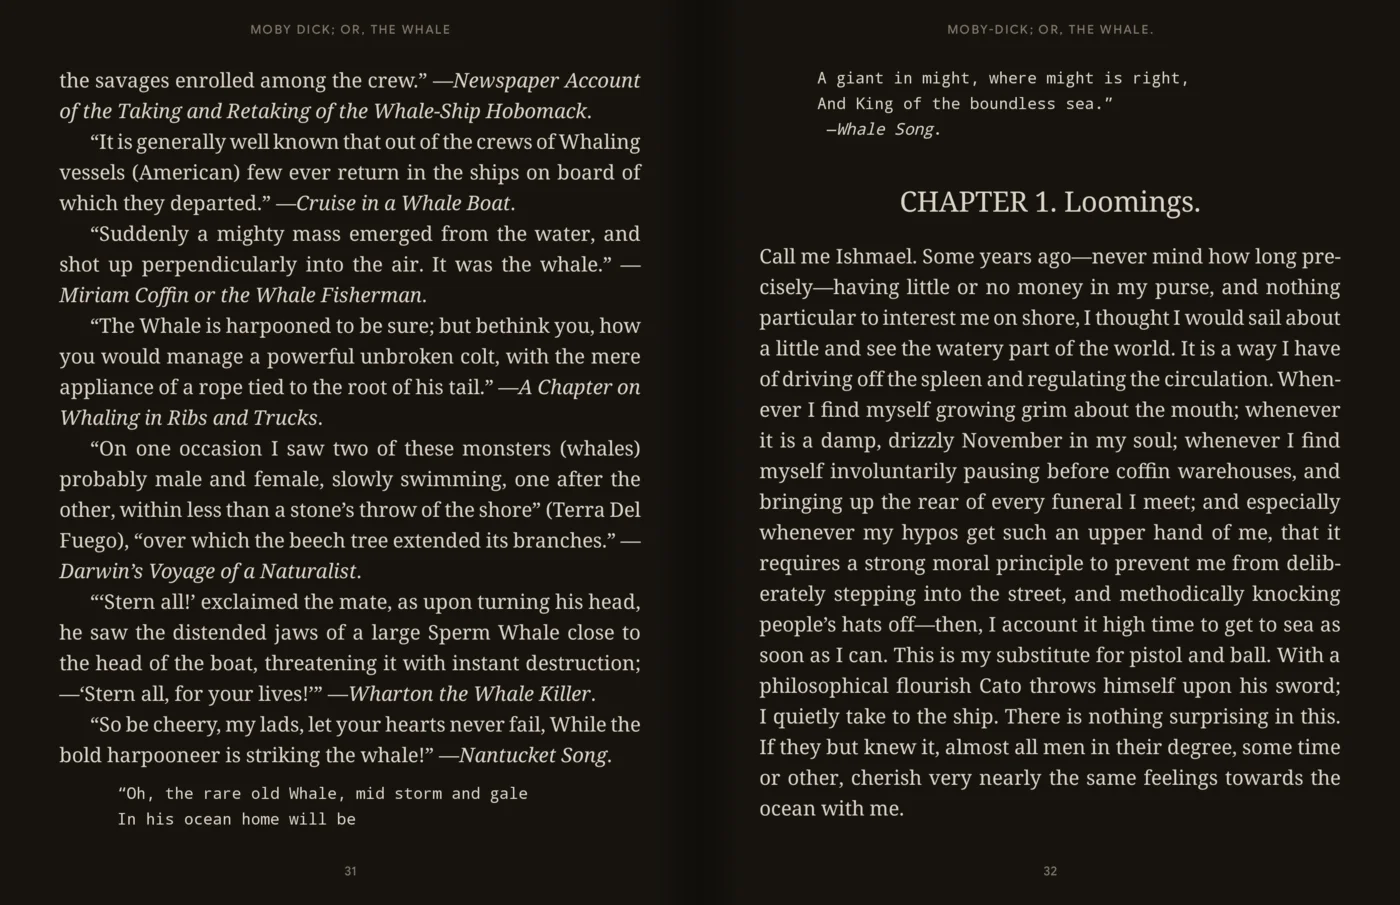 MOBY DICK; OR, THE WHALE
the savages enrolled among the crew.” —Newspaper Account
of the Taking and Retaking of the Whale-Ship Hobomack.
“It is generally well known that out of the crews of Whaling
vessels (American) few ever return in the ships on board of
which they departed.” —Cruise in a Whale Boat.
“Suddenly a mighty mass emerged from the water, and
shot up perpendicularly into the air. It was the whale.” —
Miriam Coffin or the Whale Fisherman.
“The Whale is harpooned to be sure; but bethink you, how
you would manage a powerful unbroken colt, with the mere
appliance of a rope tied to the root of his tail.” —A Chapter on
Whaling in Ribs and Trucks.
“On one occasion I saw two of these monsters (whales)
probably male and female, slowly swimming, one after the
other, within less than a stone’s throw of the shore” (Terra Del
Fuego), “over which the beech tree extended its branches.” —
Darwin’s Voyage of a Naturalist.
“‘Stern all!’ exclaimed the mate, as upon turning his head,
he saw the distended jaws of a large Sperm Whale close to
the head of the boat, threatening it with instant destruction;
—‘Stern all, for your lives!’” —Wharton the Whale Killer.
“So be cheery, my lads, let your hearts never fail, While the
bold harpooneer is striking the whale!” —Nantucket Song.
“Oh, the rare old Whale, mid storm and gale
In his ocean home will be
31
MOBY-DICK; OR, THE WHALE.
A giant in might, where might is right,
And King of the boundless sea.”
—Whale Song.
CHAPTER 1. Loomings.
Call me Ishmael. Some years ago—never mind how long pre-
cisely—having little or no money in my purse, and nothing
particular to interest me on shore, I thought I would sail about
a little and see the watery part of the world. It is a way I have
of driving off the spleen and regulating the circulation. When-
ever I find myself growing grim about the mouth; whenever
it is a damp, drizzly November in my soul; whenever I find
myself involuntarily pausing before coffin warehouses, and
bringing up the rear of every funeral I meet; and especially
whenever my hypos get such an upper hand of me, that it
requires a strong moral principle to prevent me from delib-
erately stepping into the street, and methodically knocking
people’s hats off—then, I account it high time to get to sea as
soon as I can. This is my substitute for pistol and ball. With a
philosophical flourish Cato throws himself upon his sword;
I quietly take to the ship. There is nothing surprising in this.
If they but knew it, almost all men in their degree, some time
or other, cherish very nearly the same feelings towards the
ocean with me.
32